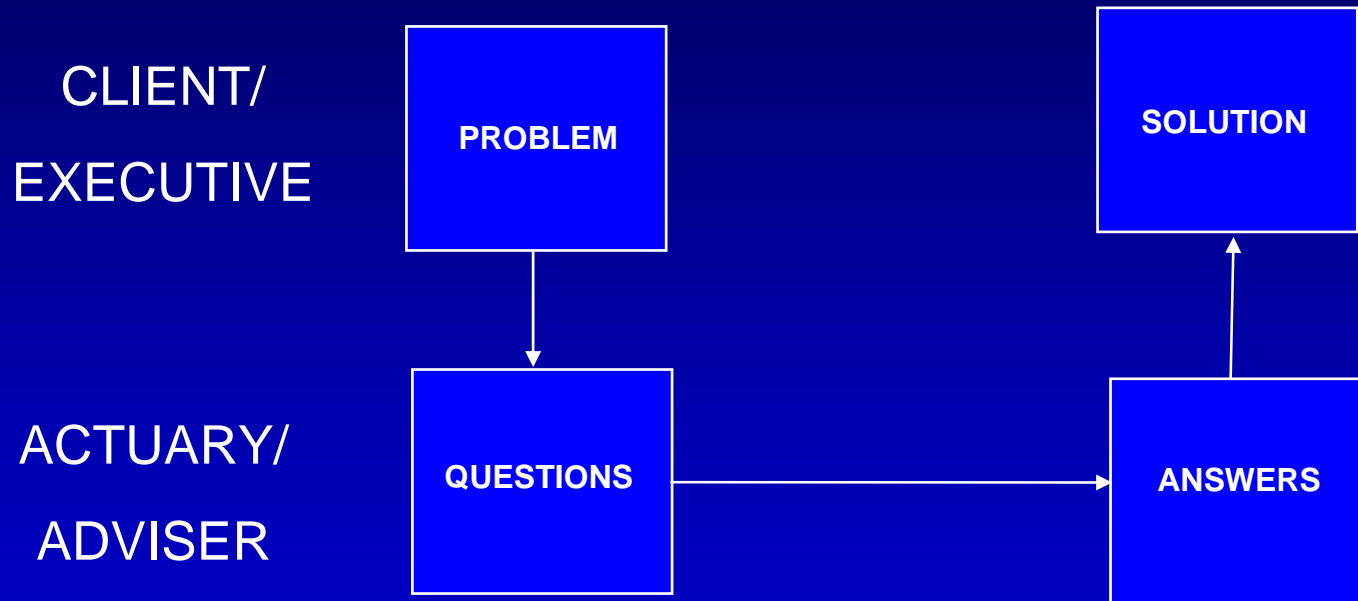 CLIENT/
EXECUTIVE
PROBLEM
SOLUTION
ACTUARY/
ADVISER
QUESTIONS
ANSWERS